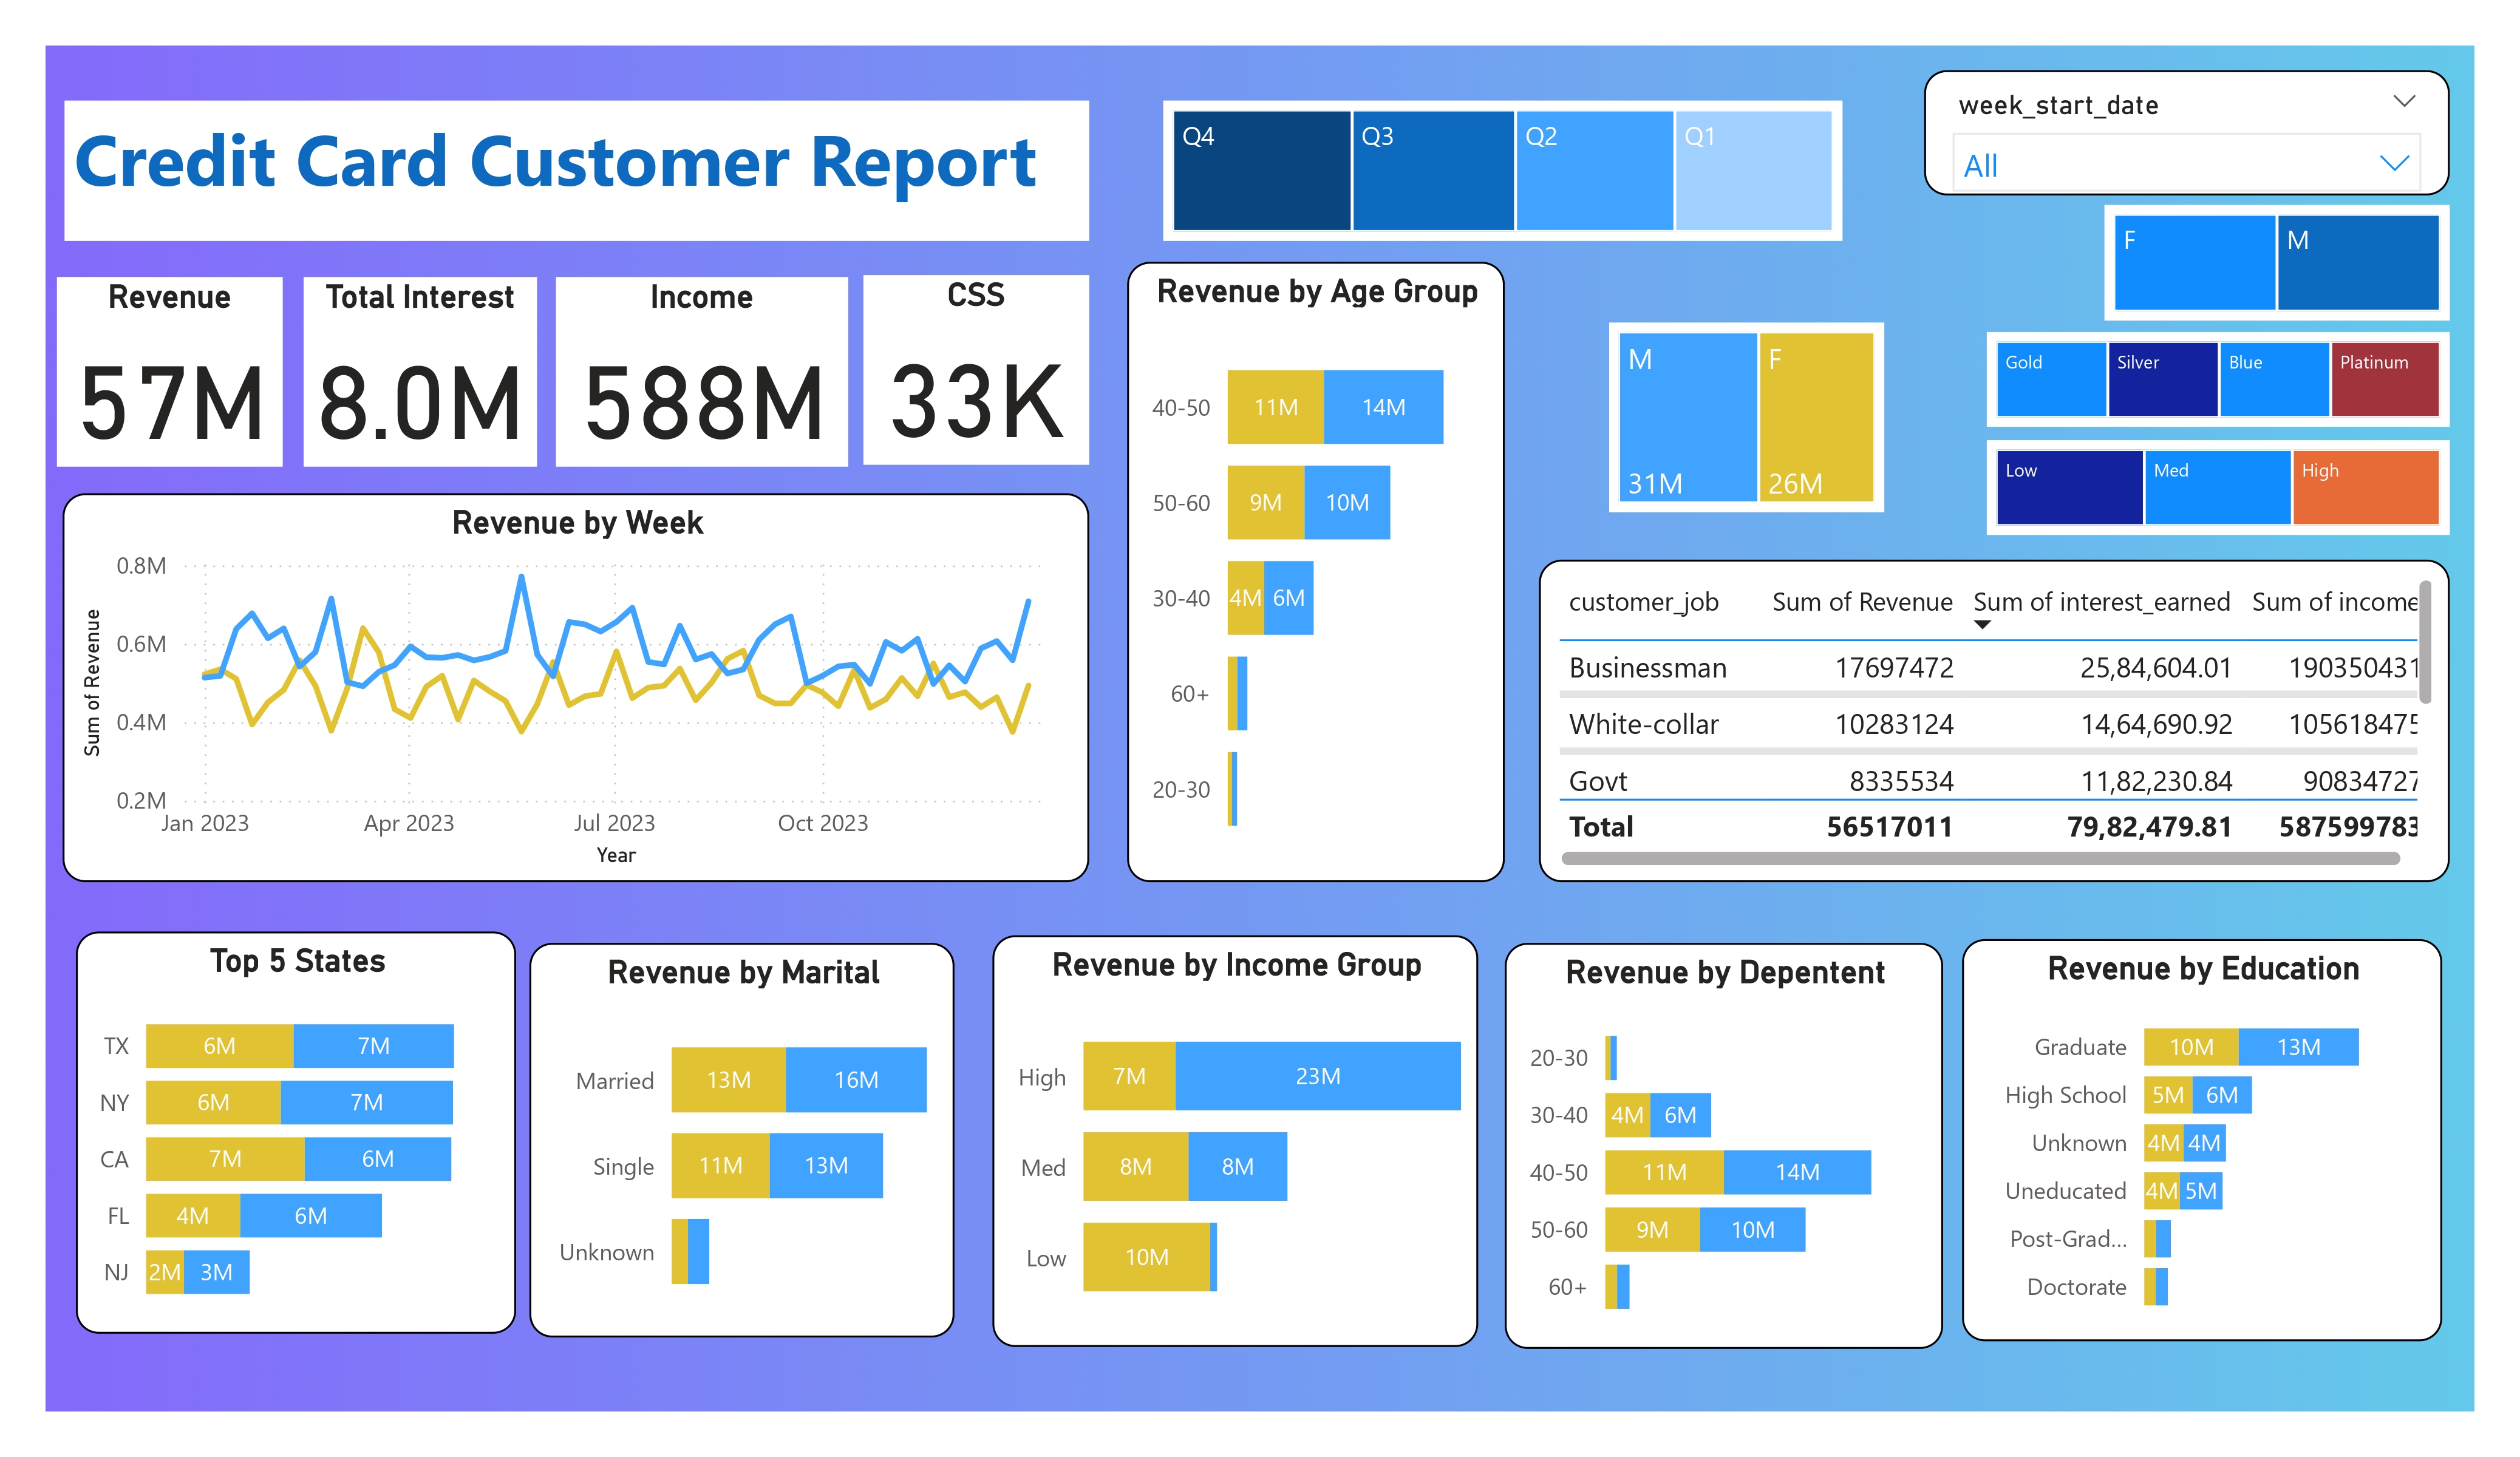 Credit Card Customer Report
Q4 Q3 Q2 Q1
week_start_date
All
F M
Gold Silver Blue Platinum
Low Med High
Revenue
57M
Total Interest
8.0M
Income
588M
CSS
33K
Revenue by Age Group
40-50 11M 14M
50-60 9M 10M
30-40 4M 6M
60+
20-30
M F
31M 26M
Revenue by Week
Sum of Revenue
0.8M
0.6M
0.4M
0.2M
Jan 2023 Apr 2023 Jul 2023 Oct 2023
Year
customer_job Sum of Revenue Sum of interest_earned Sum of income
Businessman 17697472 25,84,604.01 190350431
White-collar 10283124 14,64,690.92 105618475
Govt 8335534 11,82,230.84 90834727
Total 56517011 79,82,479.81 587599783
Top 5 States
TX 6M 7M
NY 6M 7M
CA 7M 6M
FL 4M 6M
NJ 2M 3M
Revenue by Marital
Married 13M 16M
Single 11M 13M
Unknown
Revenue by Income Group
High 7M 23M
Med 8M 8M
Low 10M
Revenue by Depentent
20-30
30-40 4M 6M
40-50 11M 14M
50-60 9M 10M
60+
Revenue by Education
Graduate 10M 13M
High School 5M 6M
Unknown 4M 4M
Uneducated 4M 5M
Post-Grad...
Doctorate